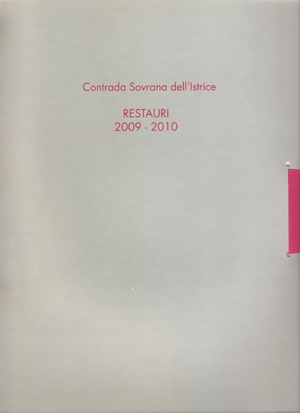 Contrada Sovrana dell'Istrice
RESTAURI
2009 - 2010